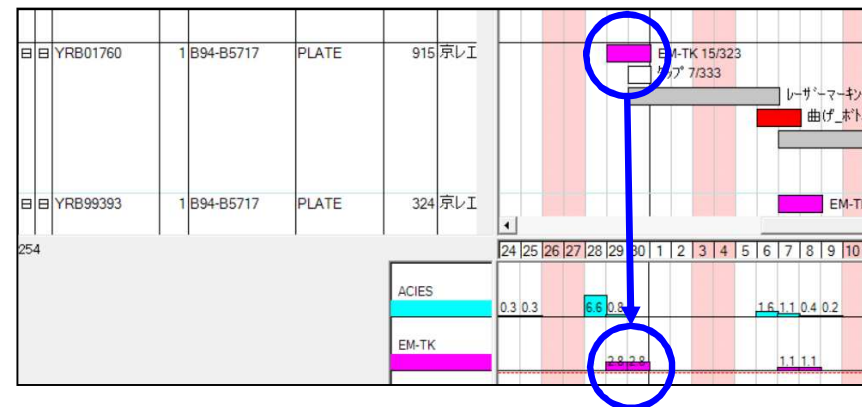 YRB01760 1 B94-B5717 PLATE 915 京レエ EM-TK 15/323
タップ 7/333
レーザーマーキン
曲げ_ボト
YRB99393 1 B94-B5717 PLATE 324 京レエ EM-T
254 24 25 26 27 28 29 30 1 2 3 4 5 6 7 8 9 10
ACIES 0.3 0.3 6.6 0.8 1.6 1.1 0.4 0.2
EM-TK 2.8 2.8 1.1 1.1